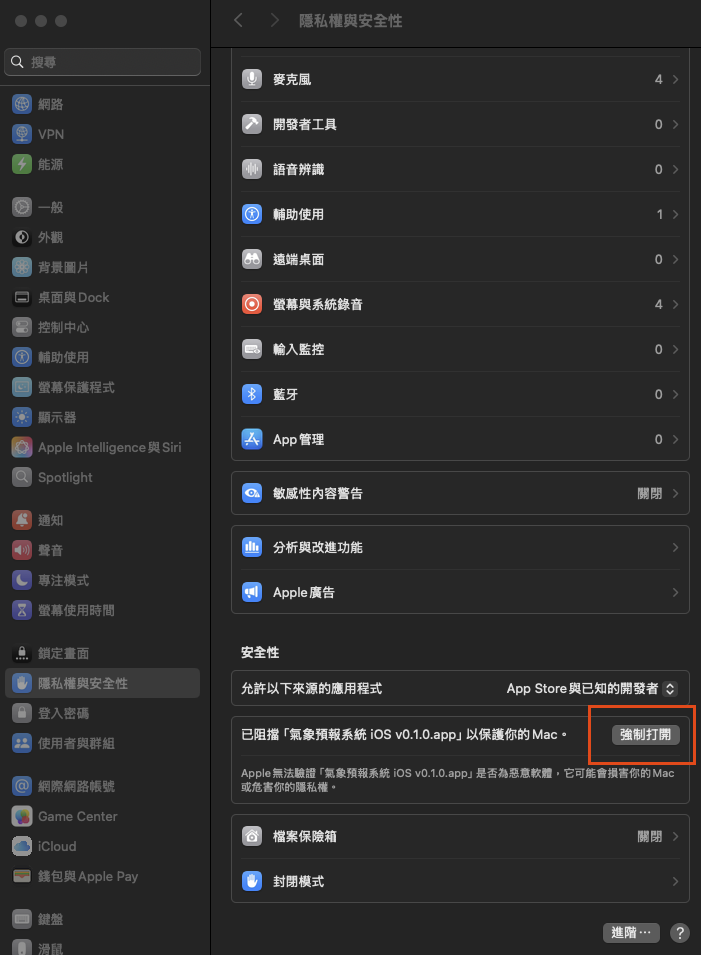 隱私權與安全性
搜尋
網路
VPN
能源
一般
外觀
背景圖片
桌面與Dock
控制中心
輔助使用
螢幕保護程式
顯示器
Apple Intelligence與Siri
Spotlight
通知
聲音
專注模式
螢幕使用時間
鎖定畫面
隱私權與安全性
登入密碼
使用者與群組
網際網路帳號
Game Center
iCloud
錢包與Apple Pay
鍵盤
滑鼠
麥克風 4
開發者工具 0
語音辨識 0
輔助使用 1
遠端桌面 0
螢幕與系統錄音 4
輸入監控 0
藍牙 0
App管理 0
敏感性內容警告 關閉
分析與改進功能
Apple廣告
安全性
允許以下來源的應用程式 App Store與已知的開發者
已阻擋「氣象預報系統 iOS v0.1.0.app」以保護你的Mac。 強制打開
Apple無法驗證「氣象預報系統 iOS v0.1.0.app」是否為惡意軟體，它可能會損害你的Mac
或危害你的隱私權。
檔案保險箱 關閉
封閉模式
進階⋯ ?